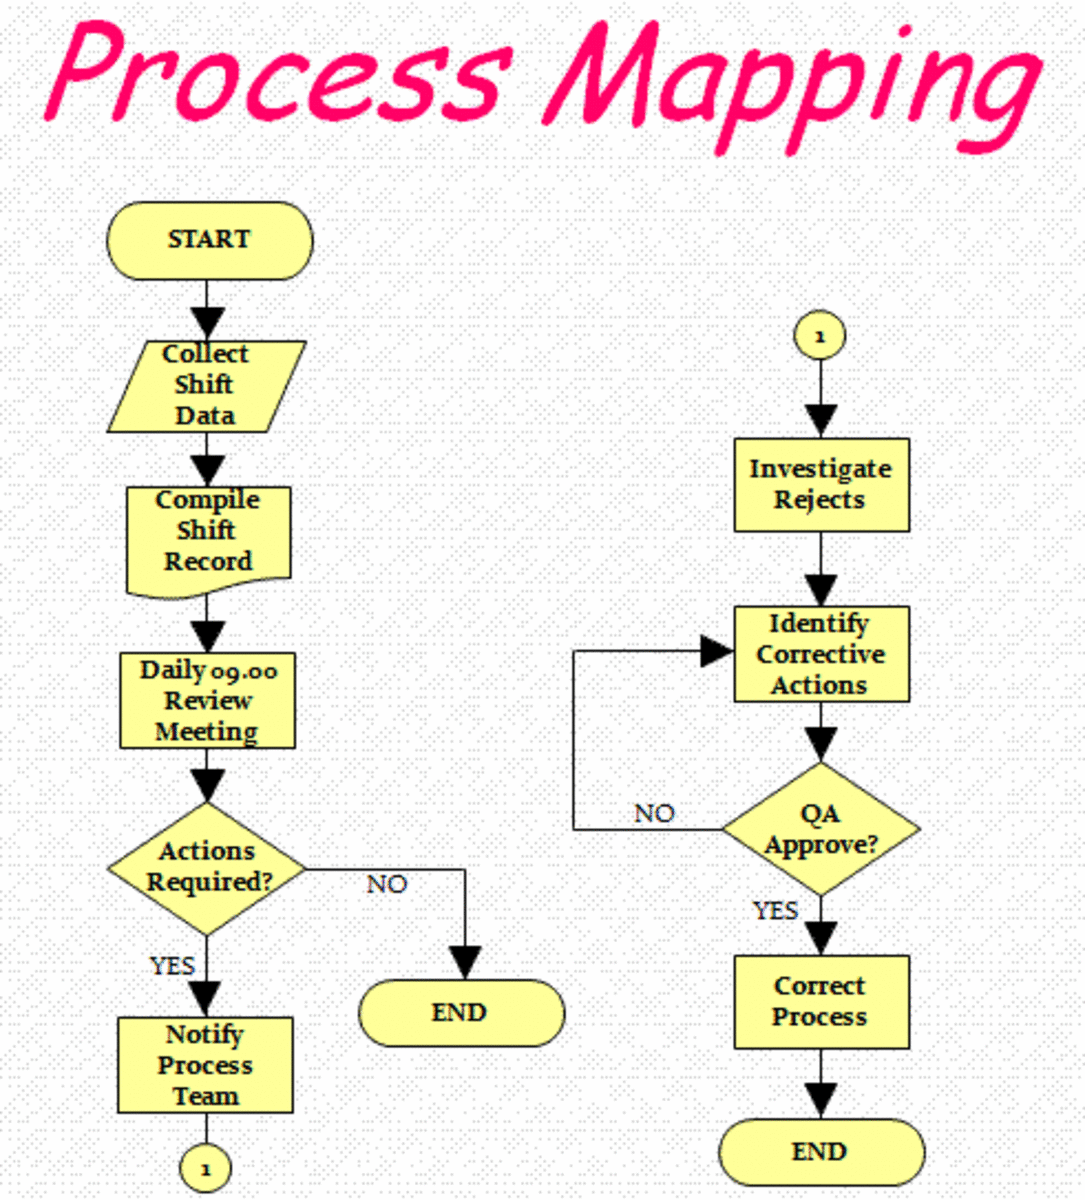 Process Mapping
START
Collect
Shift
Data
Compile
Shift
Record
Daily 09.00
Review
Meeting
Actions
Required?
NO
YES
END
Notify
Process
Team
1
1
Investigate
Rejects
Identify
Corrective
Actions
QA
Approve?
NO
YES
Correct
Process
END